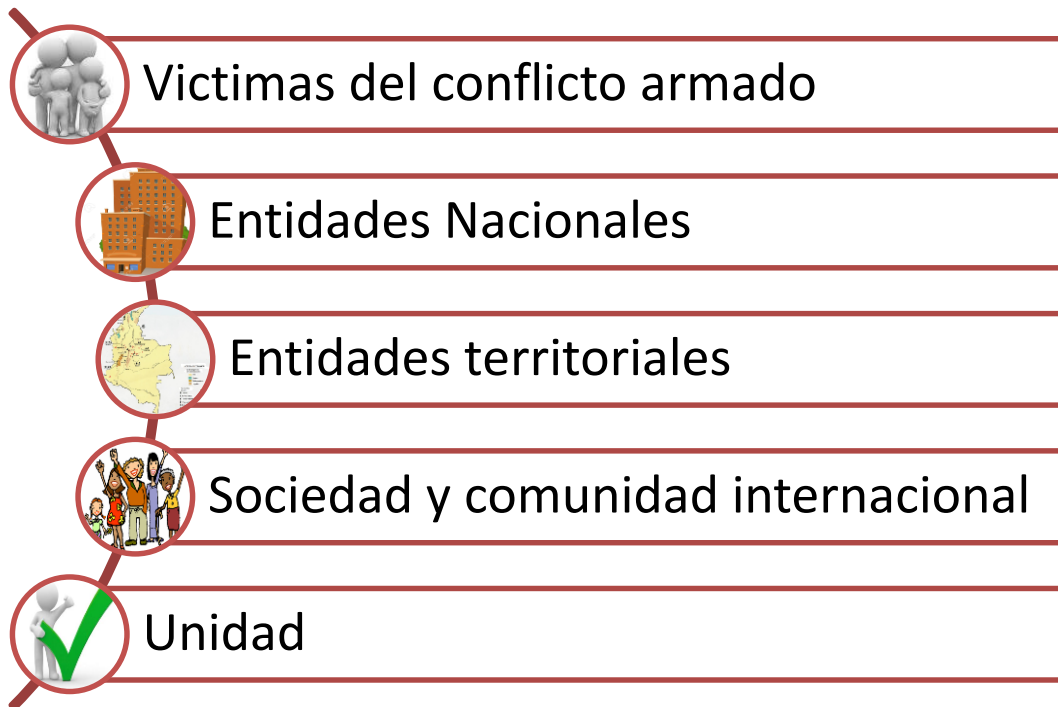 Victimas del conflicto armado
Entidades Nacionales
Entidades territoriales
Sociedad y comunidad internacional
Unidad